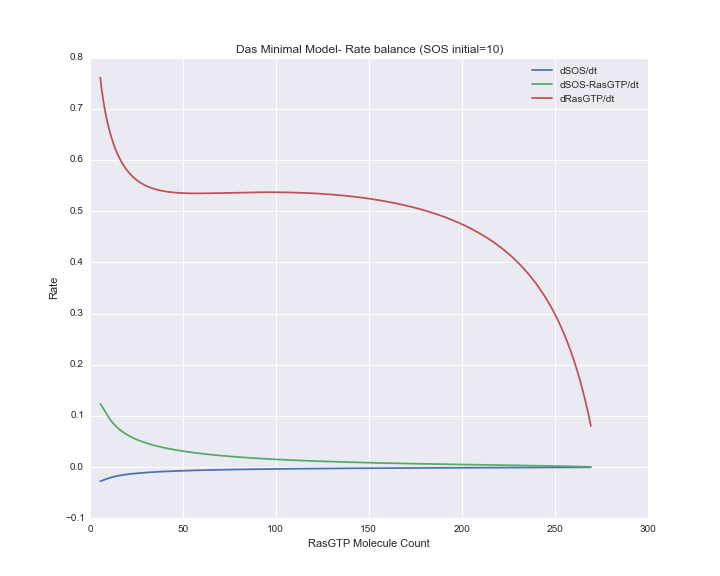 Das Minimal Model- Rate balance (SOS initial=10)
dSOS/dt
dSOS-RasGTP/dt
dRasGTP/dt
0.8
0.7
0.6
0.5
0.4
0.3
0.2
0.1
0.0
−0.1
Rate
0 50 100 150 200 250 300
RasGTP Molecule Count